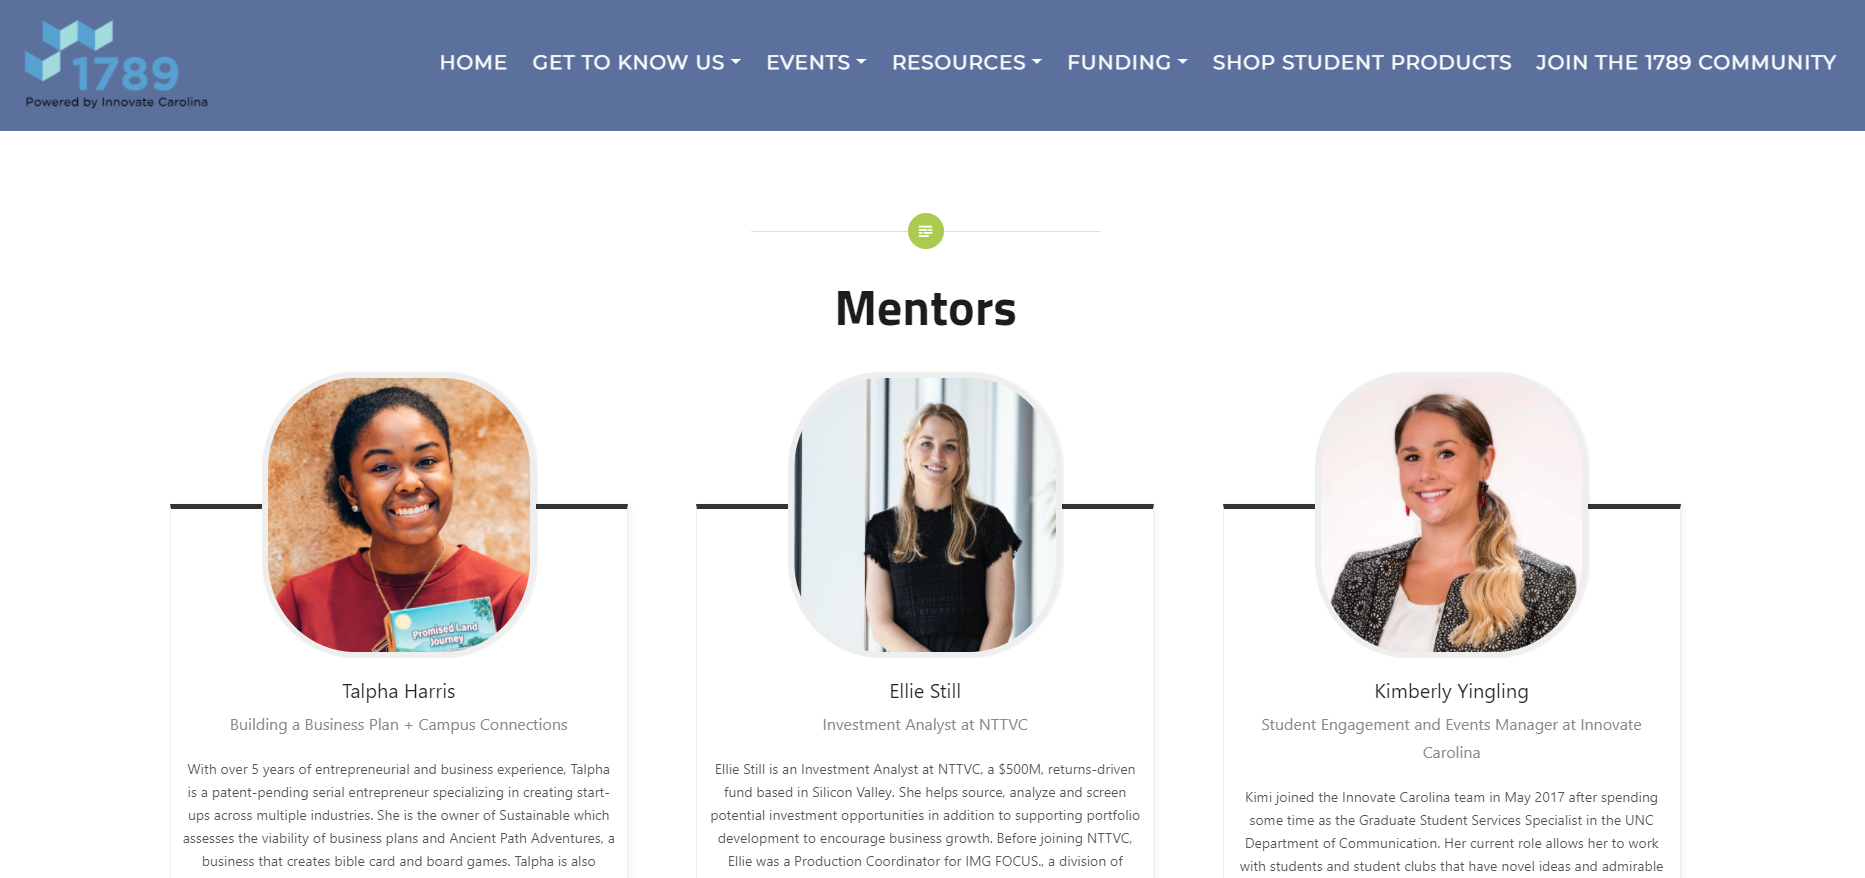 1789
Powered by Innovate Carolina
HOME GET TO KNOW US EVENTS RESOURCES FUNDING SHOP STUDENT PRODUCTS JOIN THE 1789 COMMUNITY
Mentors
Promised Land
Journey
Talpha Harris
Building a Business Plan + Campus Connections
With over 5 years of entrepreneurial and business experience, Talpha
is a patent-pending serial entrepreneur specializing in creating start-
ups across multiple industries. She is the owner of Sustainable which
assesses the viability of business plans and Ancient Path Adventures, a
business that creates bible card and board games. Talpha is also
Ellie Still
Investment Analyst at NTTVC
Ellie Still is an Investment Analyst at NTTVC, a $500M, returns-driven
fund based in Silicon Valley. She helps source, analyze and screen
potential investment opportunities in addition to supporting portfolio
development to encourage business growth. Before joining NTTVC,
Ellie was a Production Coordinator for IMG FOCUS., a division of
Kimberly Yingling
Student Engagement and Events Manager at Innovate
Carolina
Kimi joined the Innovate Carolina team in May 2017 after spending
some time as the Graduate Student Services Specialist in the UNC
Department of Communication. Her current role allows her to work
with students and student clubs that have novel ideas and admirable